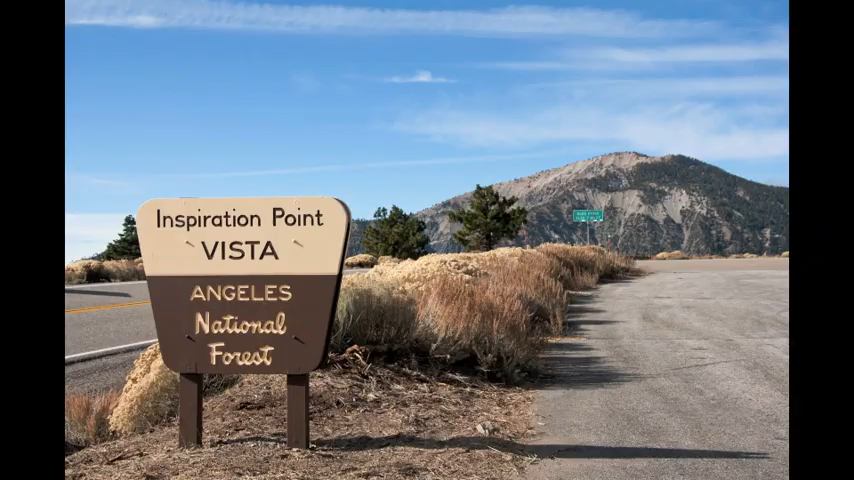 Inspiration Point
VISTA
ANGELES
National
Forest